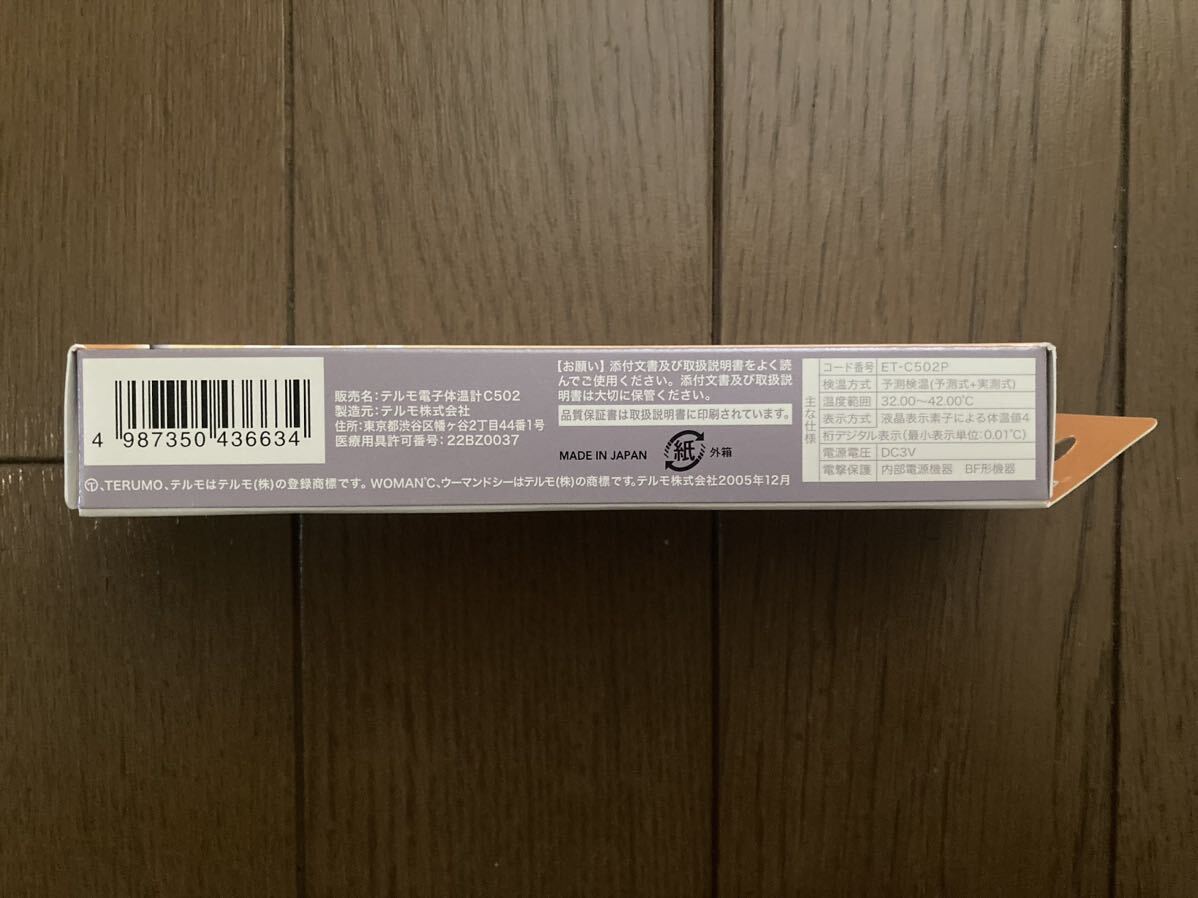 4 987350 436634
販売名:テルモ電子体温計C502
製造元:テルモ株式会社
住所:東京都渋谷区幡ヶ谷2丁目44番1号
医療用具許可番号:22BZ0037
Ⓣ、TERUMO、テルモはテルモ(株)の登録商標です。WOMAN℃、ウーマンドシーはテルモ(株)の商標です。テルモ株式会社2005年12月
【お願い】添付文書及び取扱説明書をよく読
んでご使用ください。添付文書及び取扱説
明書は大切に保管してください。
品質保証書は取扱説明書に印刷されています。
MADE IN JAPAN
紙 外箱
主な仕様
コード番号 ET-C502P
検温方式 予測検温(予測式+実測式)
温度範囲 32.00〜42.00℃
表示方式 液晶表示素子による体温値4
桁デジタル表示(最小表示単位:0.01℃)
電源電圧 DC3V
電撃保護 内部電源機器 BF形機器